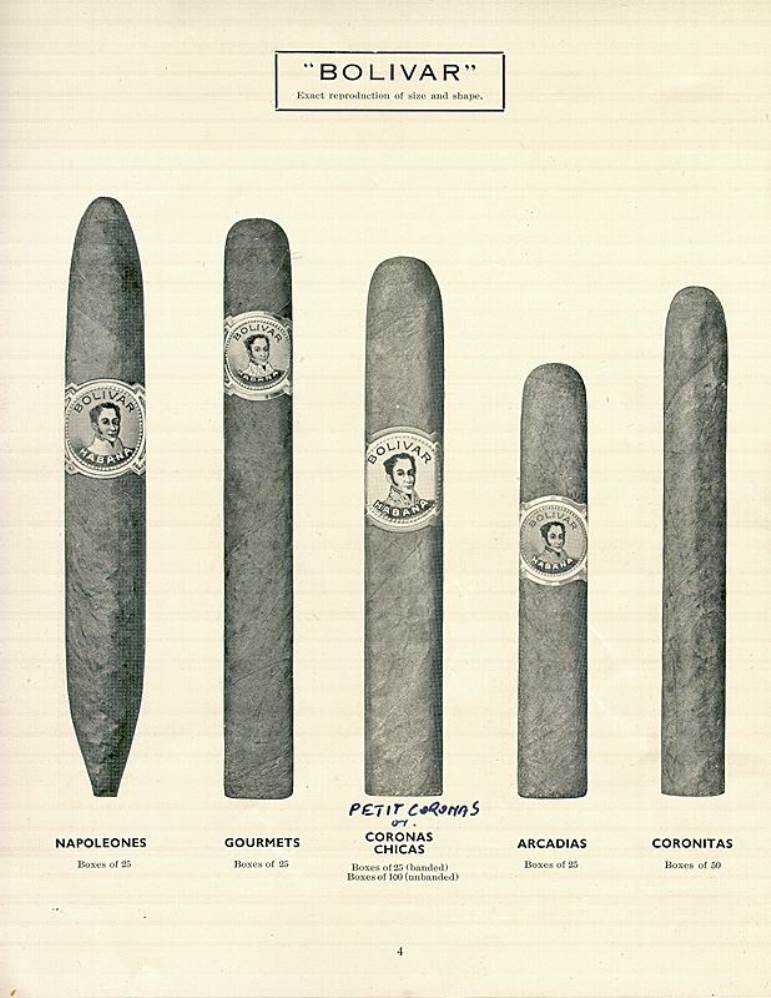 "BOLIVAR"
Exact reproduction of size and shape.
BOLIVAR
HABANA
BOLIVAR
HABANA
BOLIVAR
HABANA
BOLIVAR
HABANA
PETIT CORONAS
or.
NAPOLEONES
Boxes of 25
GOURMETS
Boxes of 25
CORONAS
CHICAS
Boxes of 25 (banded)
Boxes of 100 (unbanded)
ARCADIAS
Boxes of 25
CORONITAS
Boxes of 50
4